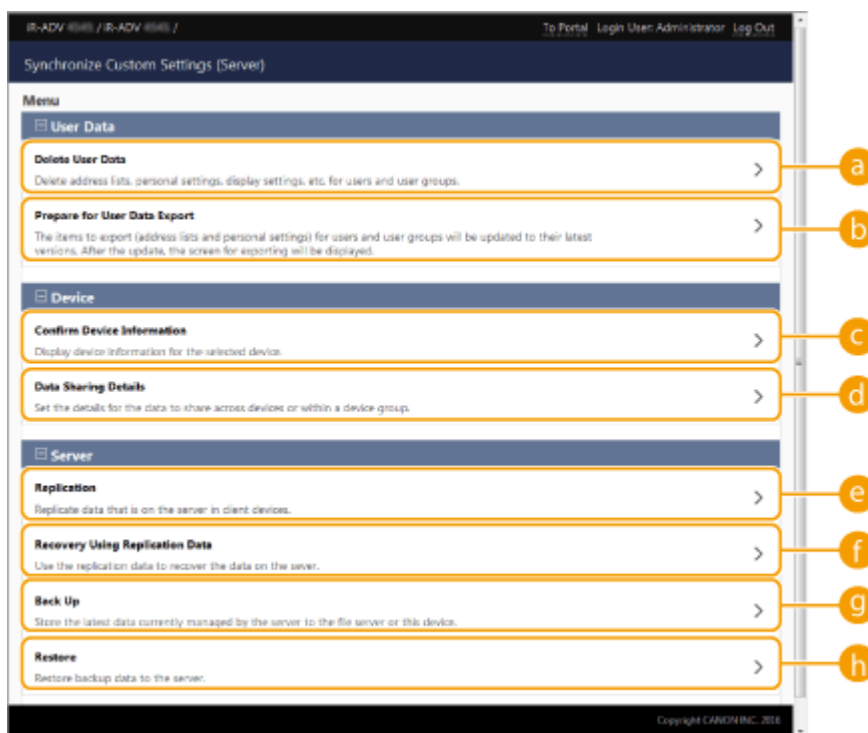 iR-ADV / iR-ADV /
To Portal Login User: Administrator Log Out
Synchronize Custom Settings (Server)
Menu
User Data
Delete User Data
Delete address lists, personal settings, display settings, etc. for users and user groups.
a
Prepare for User Data Export
The items to export (address lists and personal settings) for users and user groups will be updated to their latest
versions. After the update, the screen for exporting will be displayed.
b
Device
Confirm Device Information
Display device information for the selected device.
c
Data Sharing Details
Set the details for the data to share across devices or within a device group.
d
Server
Replication
Replicate data that is on the server in client devices.
e
Recovery Using Replication Data
Use the replication data to recover the data on the sever.
f
Back Up
Store the latest data currently managed by the server to the file server or this device.
g
Restore
Restore backup data to the server.
h
Copyright CANON INC. 2016